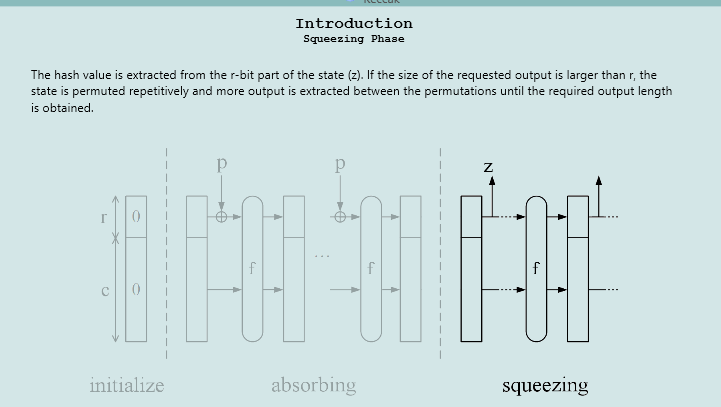 Keccak
Introduction
Squeezing Phase
The hash value is extracted from the r-bit part of the state (z). If the size of the requested output is larger than r, the
state is permuted repetitively and more output is extracted between the permutations until the required output length
is obtained.
p p z
r 0
f f f
...
c 0
initialize absorbing squeezing